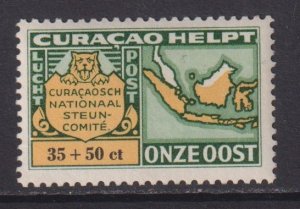 CURAÇAO HELPT
LUCHT
POST
CURAÇAOSCH
NATIONAAL
STEUN-
COMITÉ.
35 + 50 ct
ONZE OOST